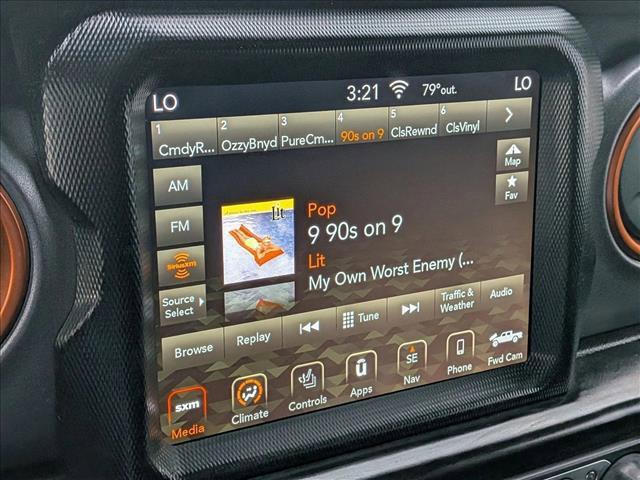 LO 3:21 79°out. LO
1 CmdyR...
2 OzzyBnyd
3 PureCm...
4 90s on 9
5 ClsRewnd
6 ClsVinyl
AM
FM
SiriusXM
Source
Select
Lit
Pop
9 90s on 9
Lit
My Own Worst Enemy (...
Map
Fav
Browse
Replay
Tune
Traffic &
Weather
Audio
sxm
Media
Climate
Controls
Apps
SE
Nav
Phone
Fwd Cam